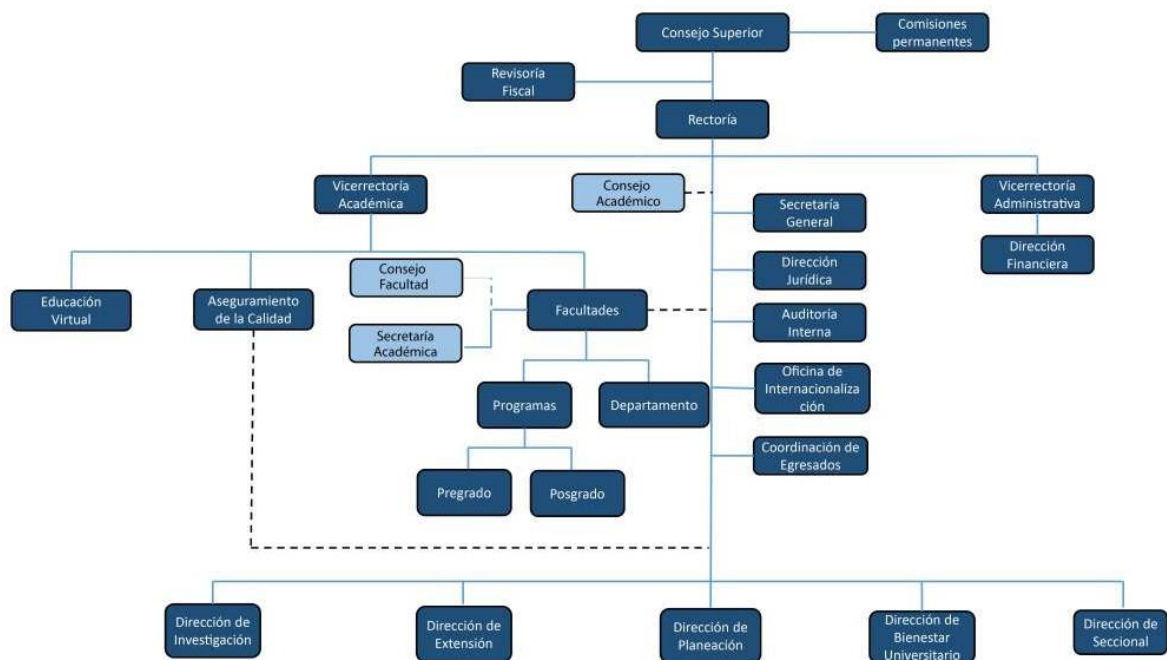 Consejo Superior
Comisiones
permanentes
Revisoría
Fiscal
Rectoría
Vicerrectoría
Académica
Consejo
Académico
Vicerrectoría
Administrativa
Secretaría
General
Dirección
Financiera
Dirección
Jurídica
Consejo
Facultad
Educación
Virtual
Aseguramiento
de la Calidad
Facultades
Auditoría
Interna
Secretaría
Académica
Oficina de
Internacionaliza
ción
Programas
Departamento
Coordinación de
Egresados
Pregrado
Posgrado
Dirección de
Investigación
Dirección de
Extensión
Dirección de
Planeación
Dirección de
Bienestar
Universitario
Dirección de
Seccional